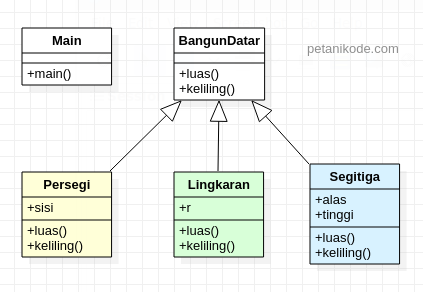 Main
+main()
BangunDatar
+luas()
+keliling()
petanikode.com
Persegi
+sisi
+luas()
+keliling()
Lingkaran
+r
+luas()
+keliling()
Segitiga
+alas
+tinggi
+luas()
+keliling()